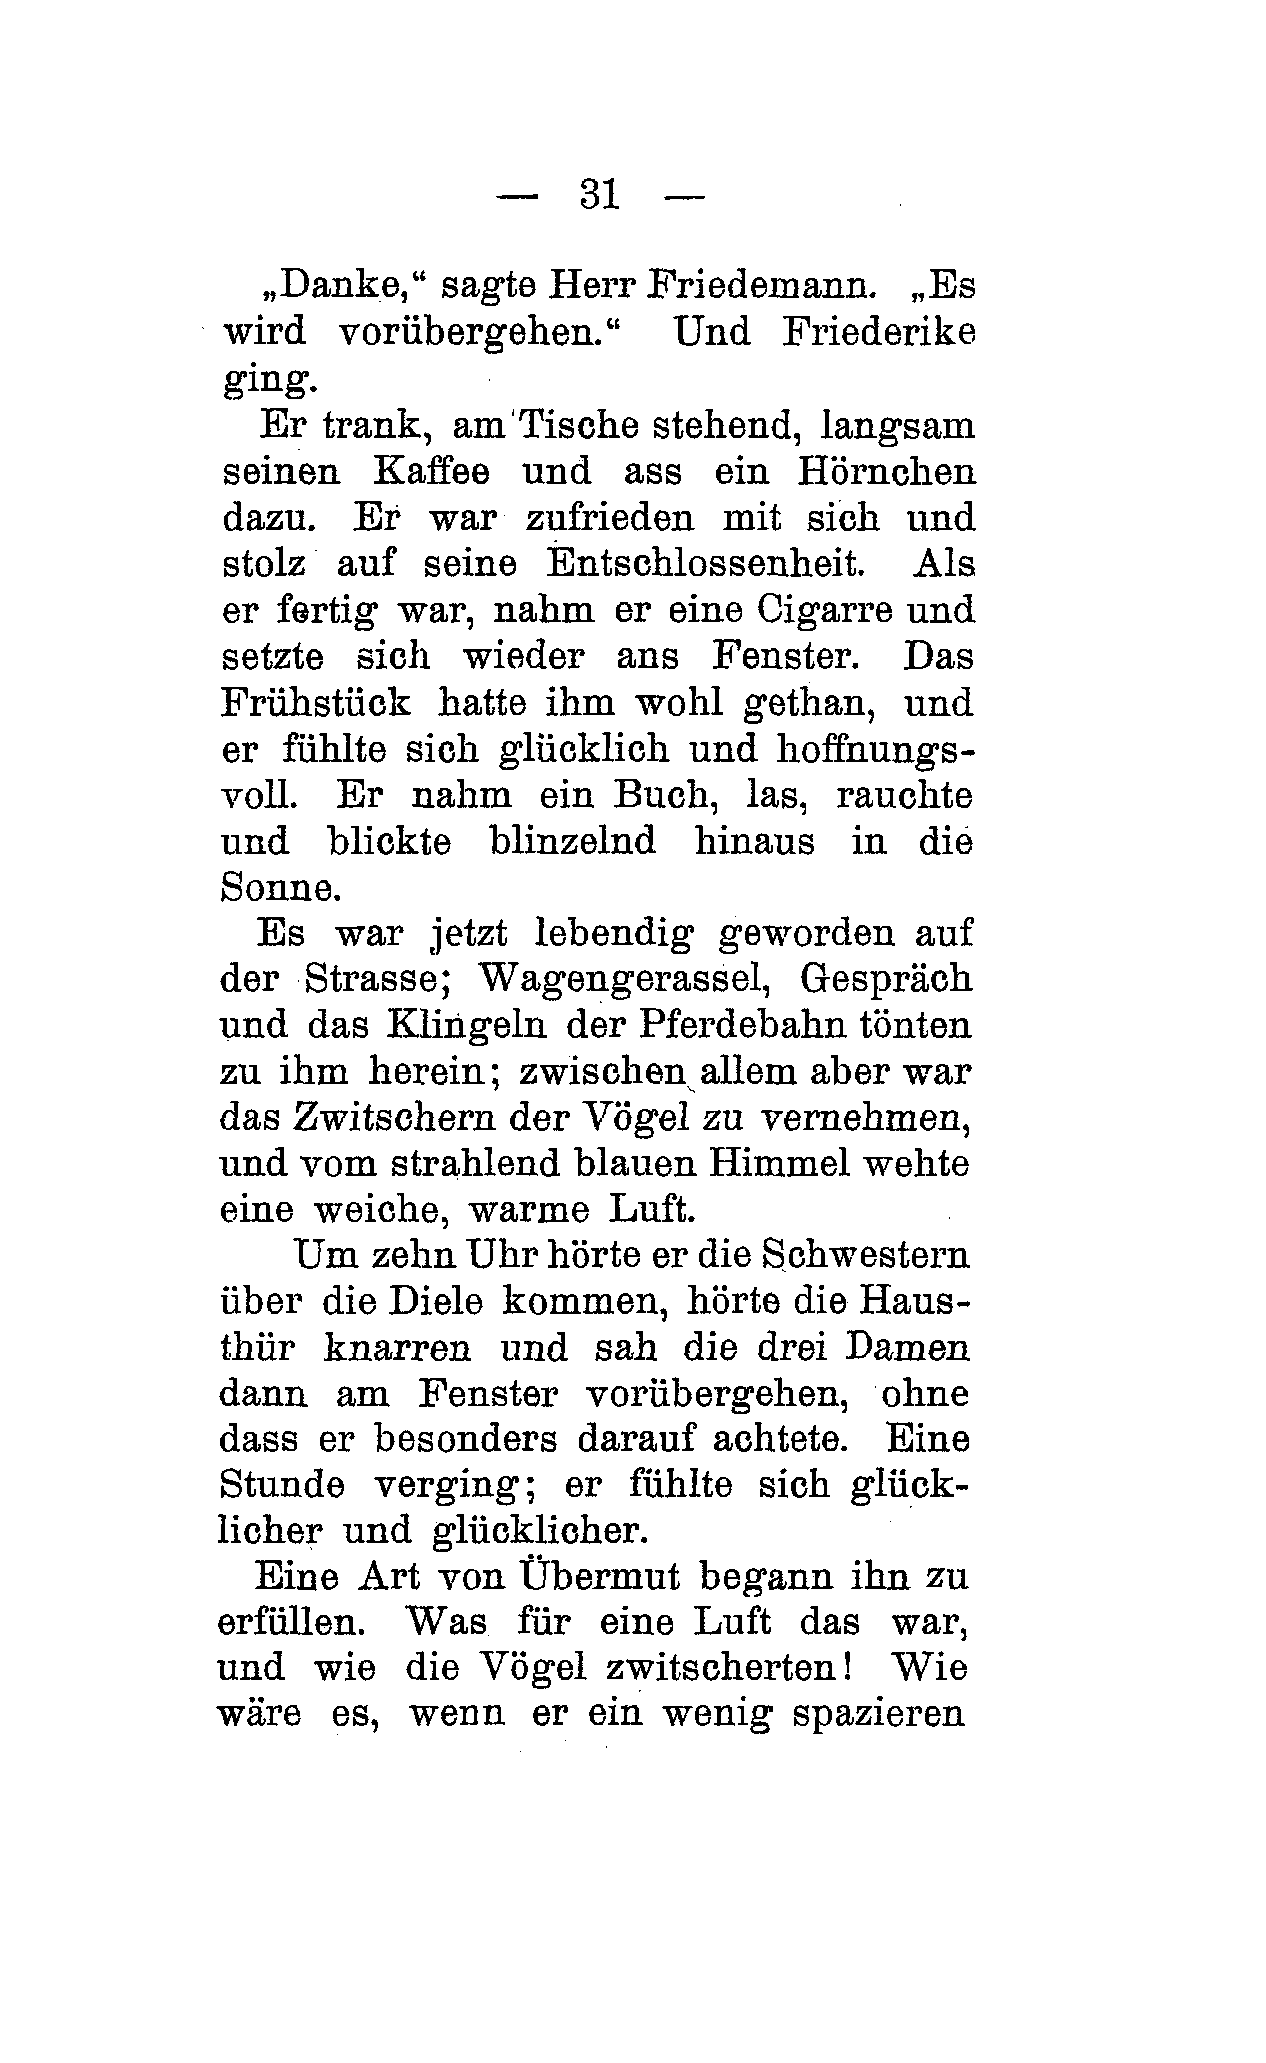 — 31 —
„Danke,“ sagte Herr Friedemann. „Es
wird vorübergehen.“ Und Friederike
ging.
Er trank, am Tische stehend, langsam
seinen Kaffee und ass ein Hörnchen
dazu. Er war zufrieden mit sich und
stolz auf seine Entschlossenheit. Als
er fertig war, nahm er eine Cigarre und
setzte sich wieder ans Fenster. Das
Frühstück hatte ihm wohl gethan, und
er fühlte sich glücklich und hoffnungs-
voll. Er nahm ein Buch, las, rauchte
und blickte blinzelnd hinaus in die
Sonne.
Es war jetzt lebendig geworden auf
der Strasse; Wagengerassel, Gespräch
und das Klingeln der Pferdebahn tönten
zu ihm herein; zwischen allem aber war
das Zwitschern der Vögel zu vernehmen,
und vom strahlend blauen Himmel wehte
eine weiche, warme Luft.
Um zehn Uhr hörte er die Schwestern
über die Diele kommen, hörte die Haus-
thür knarren und sah die drei Damen
dann am Fenster vorübergehen, ohne
dass er besonders darauf achtete. Eine
Stunde verging; er fühlte sich glück-
licher und glücklicher.
Eine Art von Übermut begann ihn zu
erfüllen. Was für eine Luft das war,
und wie die Vögel zwitscherten! Wie
wäre es, wenn er ein wenig spazieren